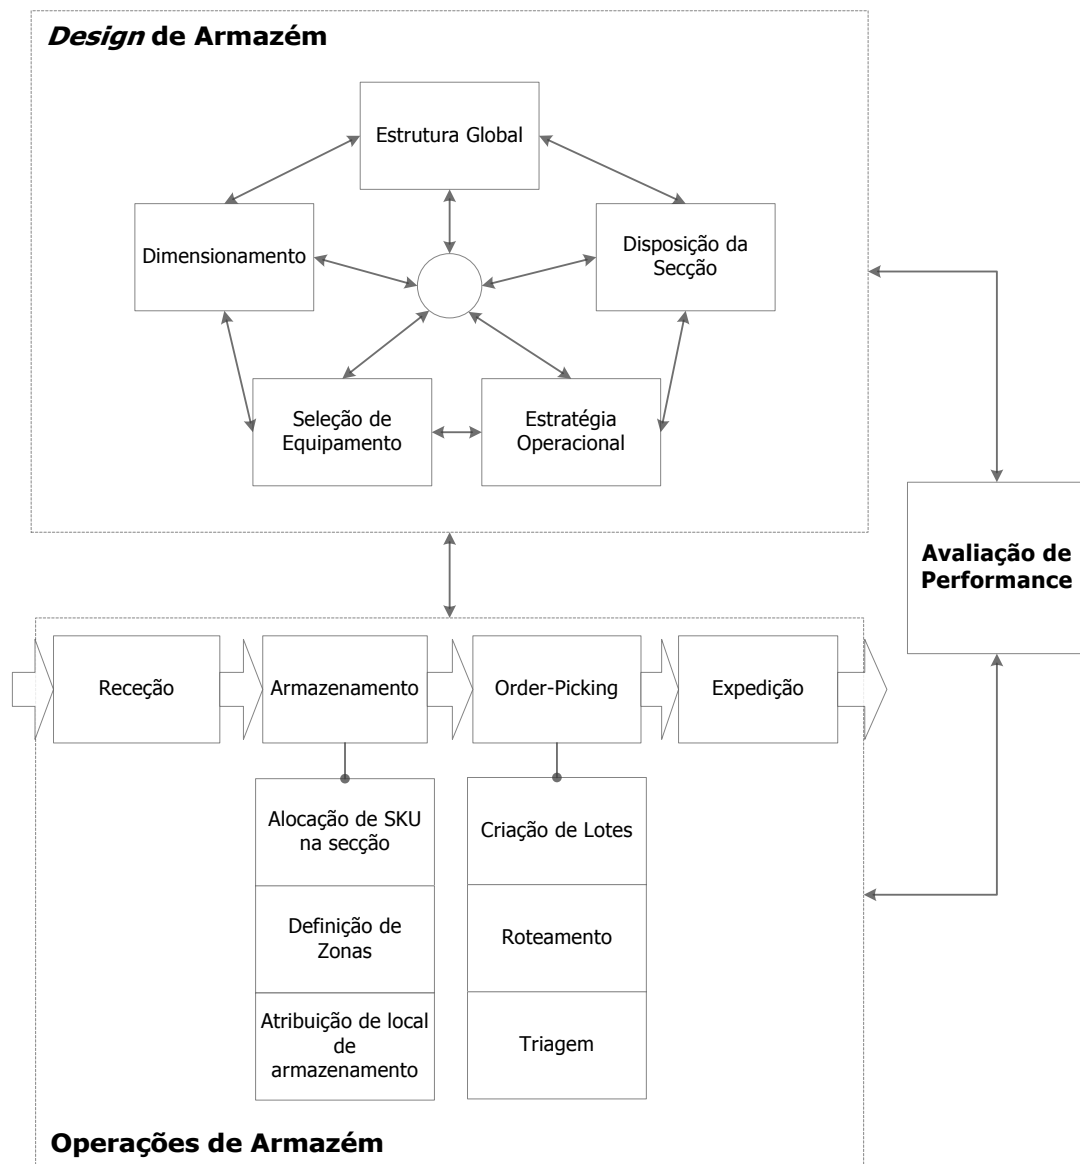 Design de Armazém
Estrutura Global
Dimensionamento
Disposição da
Secção
Seleção de
Equipamento
Estratégia
Operacional
Avaliação de
Performance
Receção
Armazenamento
Order-Picking
Expedição
Alocação de SKU
na secção
Definição de
Zonas
Atribuição de local
de
armazenamento
Criação de Lotes
Roteamento
Triagem
Operações de Armazém